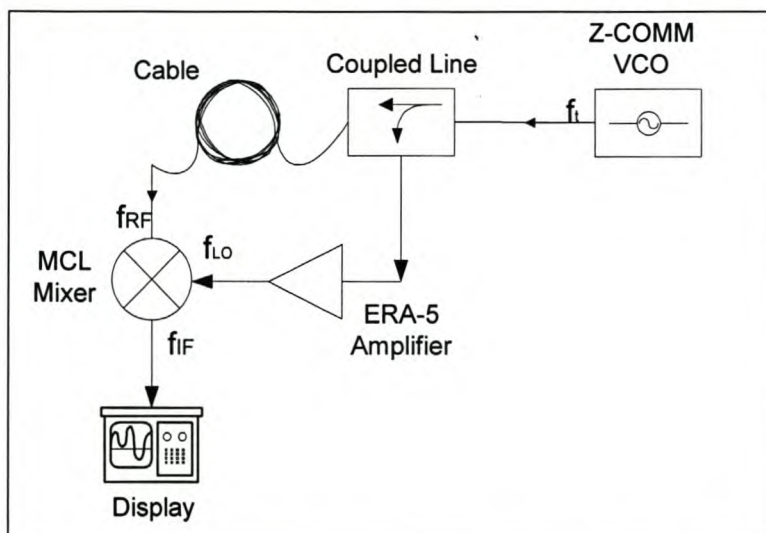 Z-COMM
VCO
Coupled Line
Cable
ft
fRF
fLO
MCL
Mixer
ERA-5
Amplifier
fIF
Display